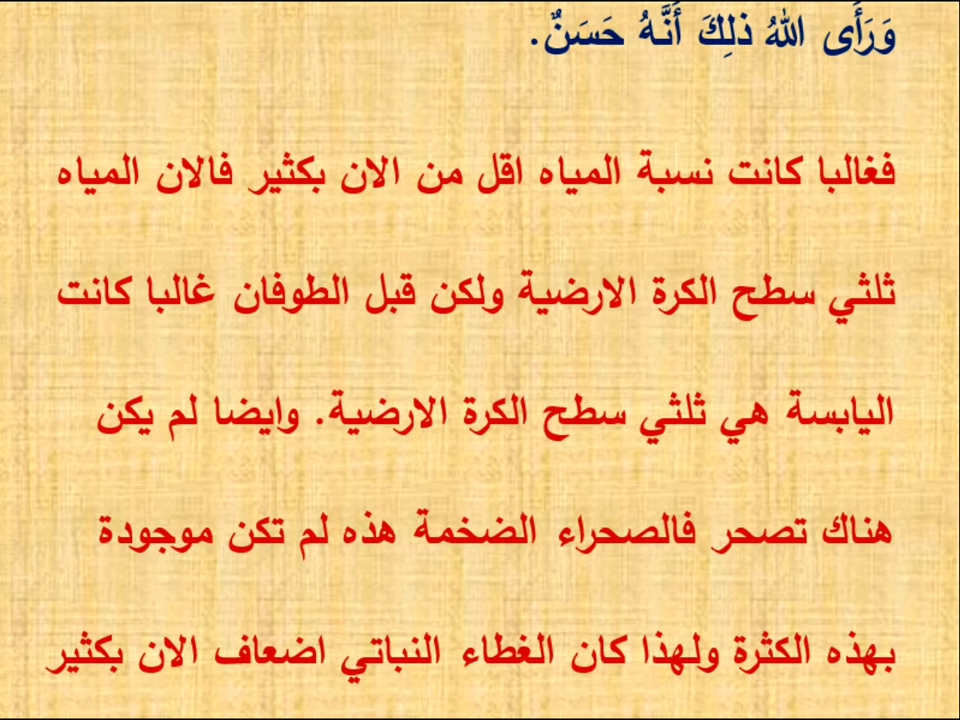 وَرَأَى اللهُ ذلِكَ أَنَّهُ حَسَنٌ.
فغالبا كانت نسبة المياه اقل من الان بكثير فالان المياه
ثلثي سطح الكرة الارضية ولكن قبل الطوفان غالبا كانت
اليابسة هي ثلثي سطح الكرة الارضية. وايضا لم يكن
هناك تصحر فالصحراء الضخمة هذه لم تكن موجودة
بهذه الكثرة ولهذا كان الغطاء النباتي اضعاف الان بكثير